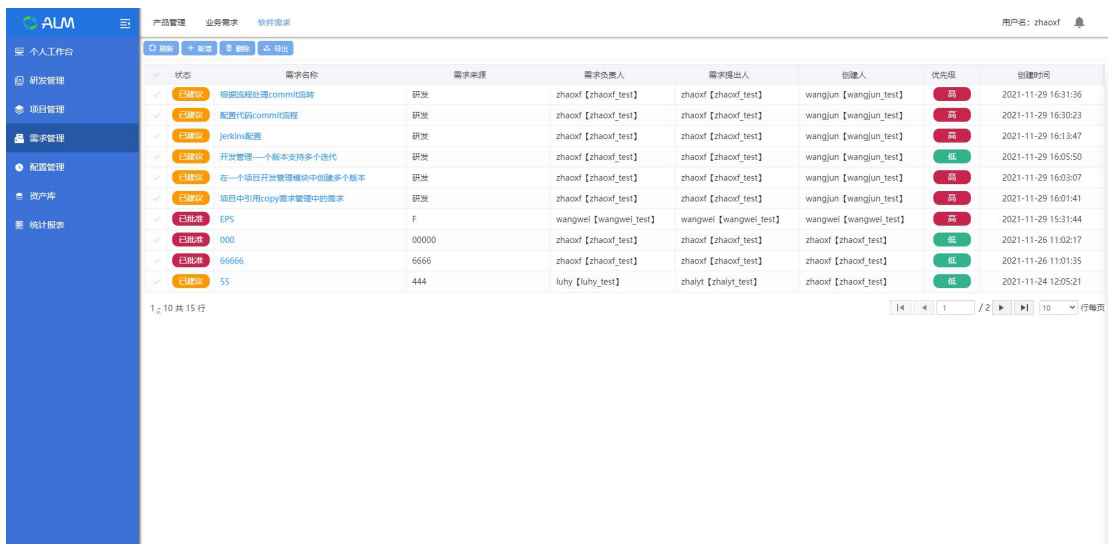 ALM
产品管理 业务需求 软件需求 用户名: zhaoxf
个人工作台
研发管理
项目管理
需求管理
配置管理
资产库
统计报表
刷新 新增 删除 导出
状态 需求名称 需求来源 需求负责人 需求提出人 创建人 优先级 创建时间
已建议 根据流程处理commit流转 研发 zhaoxf【zhaoxf_test】 zhaoxf【zhaoxf_test】 wangjun【wangjun_test】 高 2021-11-29 16:31:36
已建议 配置代码commit流程 研发 zhaoxf【zhaoxf_test】 zhaoxf【zhaoxf_test】 wangjun【wangjun_test】 高 2021-11-29 16:30:23
已建议 jerkins配置 研发 zhaoxf【zhaoxf_test】 zhaoxf【zhaoxf_test】 wangjun【wangjun_test】 高 2021-11-29 16:13:47
已建议 开发管理-一个版本支持多个迭代 研发 zhaoxf【zhaoxf_test】 zhaoxf【zhaoxf_test】 wangjun【wangjun_test】 低 2021-11-29 16:05:50
已建议 在一个项目开发管理模块中创建多个版本 研发 zhaoxf【zhaoxf_test】 zhaoxf【zhaoxf_test】 wangjun【wangjun_test】 高 2021-11-29 16:03:07
已建议 项目中引用copy需求管理中的需求 研发 zhaoxf【zhaoxf_test】 zhaoxf【zhaoxf_test】 wangjun【wangjun_test】 高 2021-11-29 16:01:41
已批准 EPS F wangwei【wangwei_test】 wangwei【wangwei_test】 wangwei【wangwei_test】 高 2021-11-29 15:31:44
已批准 000 00000 zhaoxf【zhaoxf_test】 zhaoxf【zhaoxf_test】 zhaoxf【zhaoxf_test】 低 2021-11-26 11:02:17
已批准 66666 6666 zhaoxf【zhaoxf_test】 zhaoxf【zhaoxf_test】 zhaoxf【zhaoxf_test】 低 2021-11-26 11:01:35
已建议 55 444 luhy【luhy_test】 zhaiyt【zhaiyt_test】 zhaoxf【zhaoxf_test】 低 2021-11-24 12:05:21
1 - 10 共 15 行 1 / 2 10 行每页